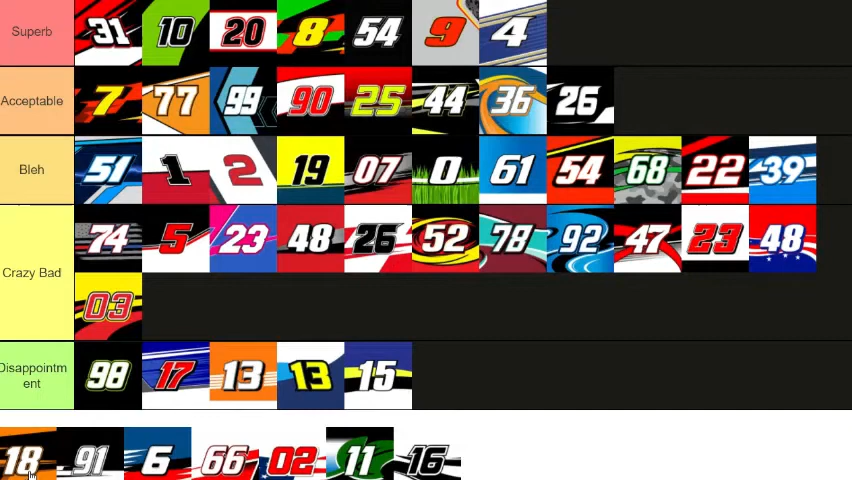 Superb
31 10 20 8 54 9 4
Acceptable
7 77 99 90 25 44 36 26
Bleh
51 1 2 19 07 0 61 54 68 22 39
Crazy Bad
74 5 23 48 26 52 78 92 47 23 48
03
Disappointm
ent
98 17 13 13 15
18 91 6 66 02 11 16